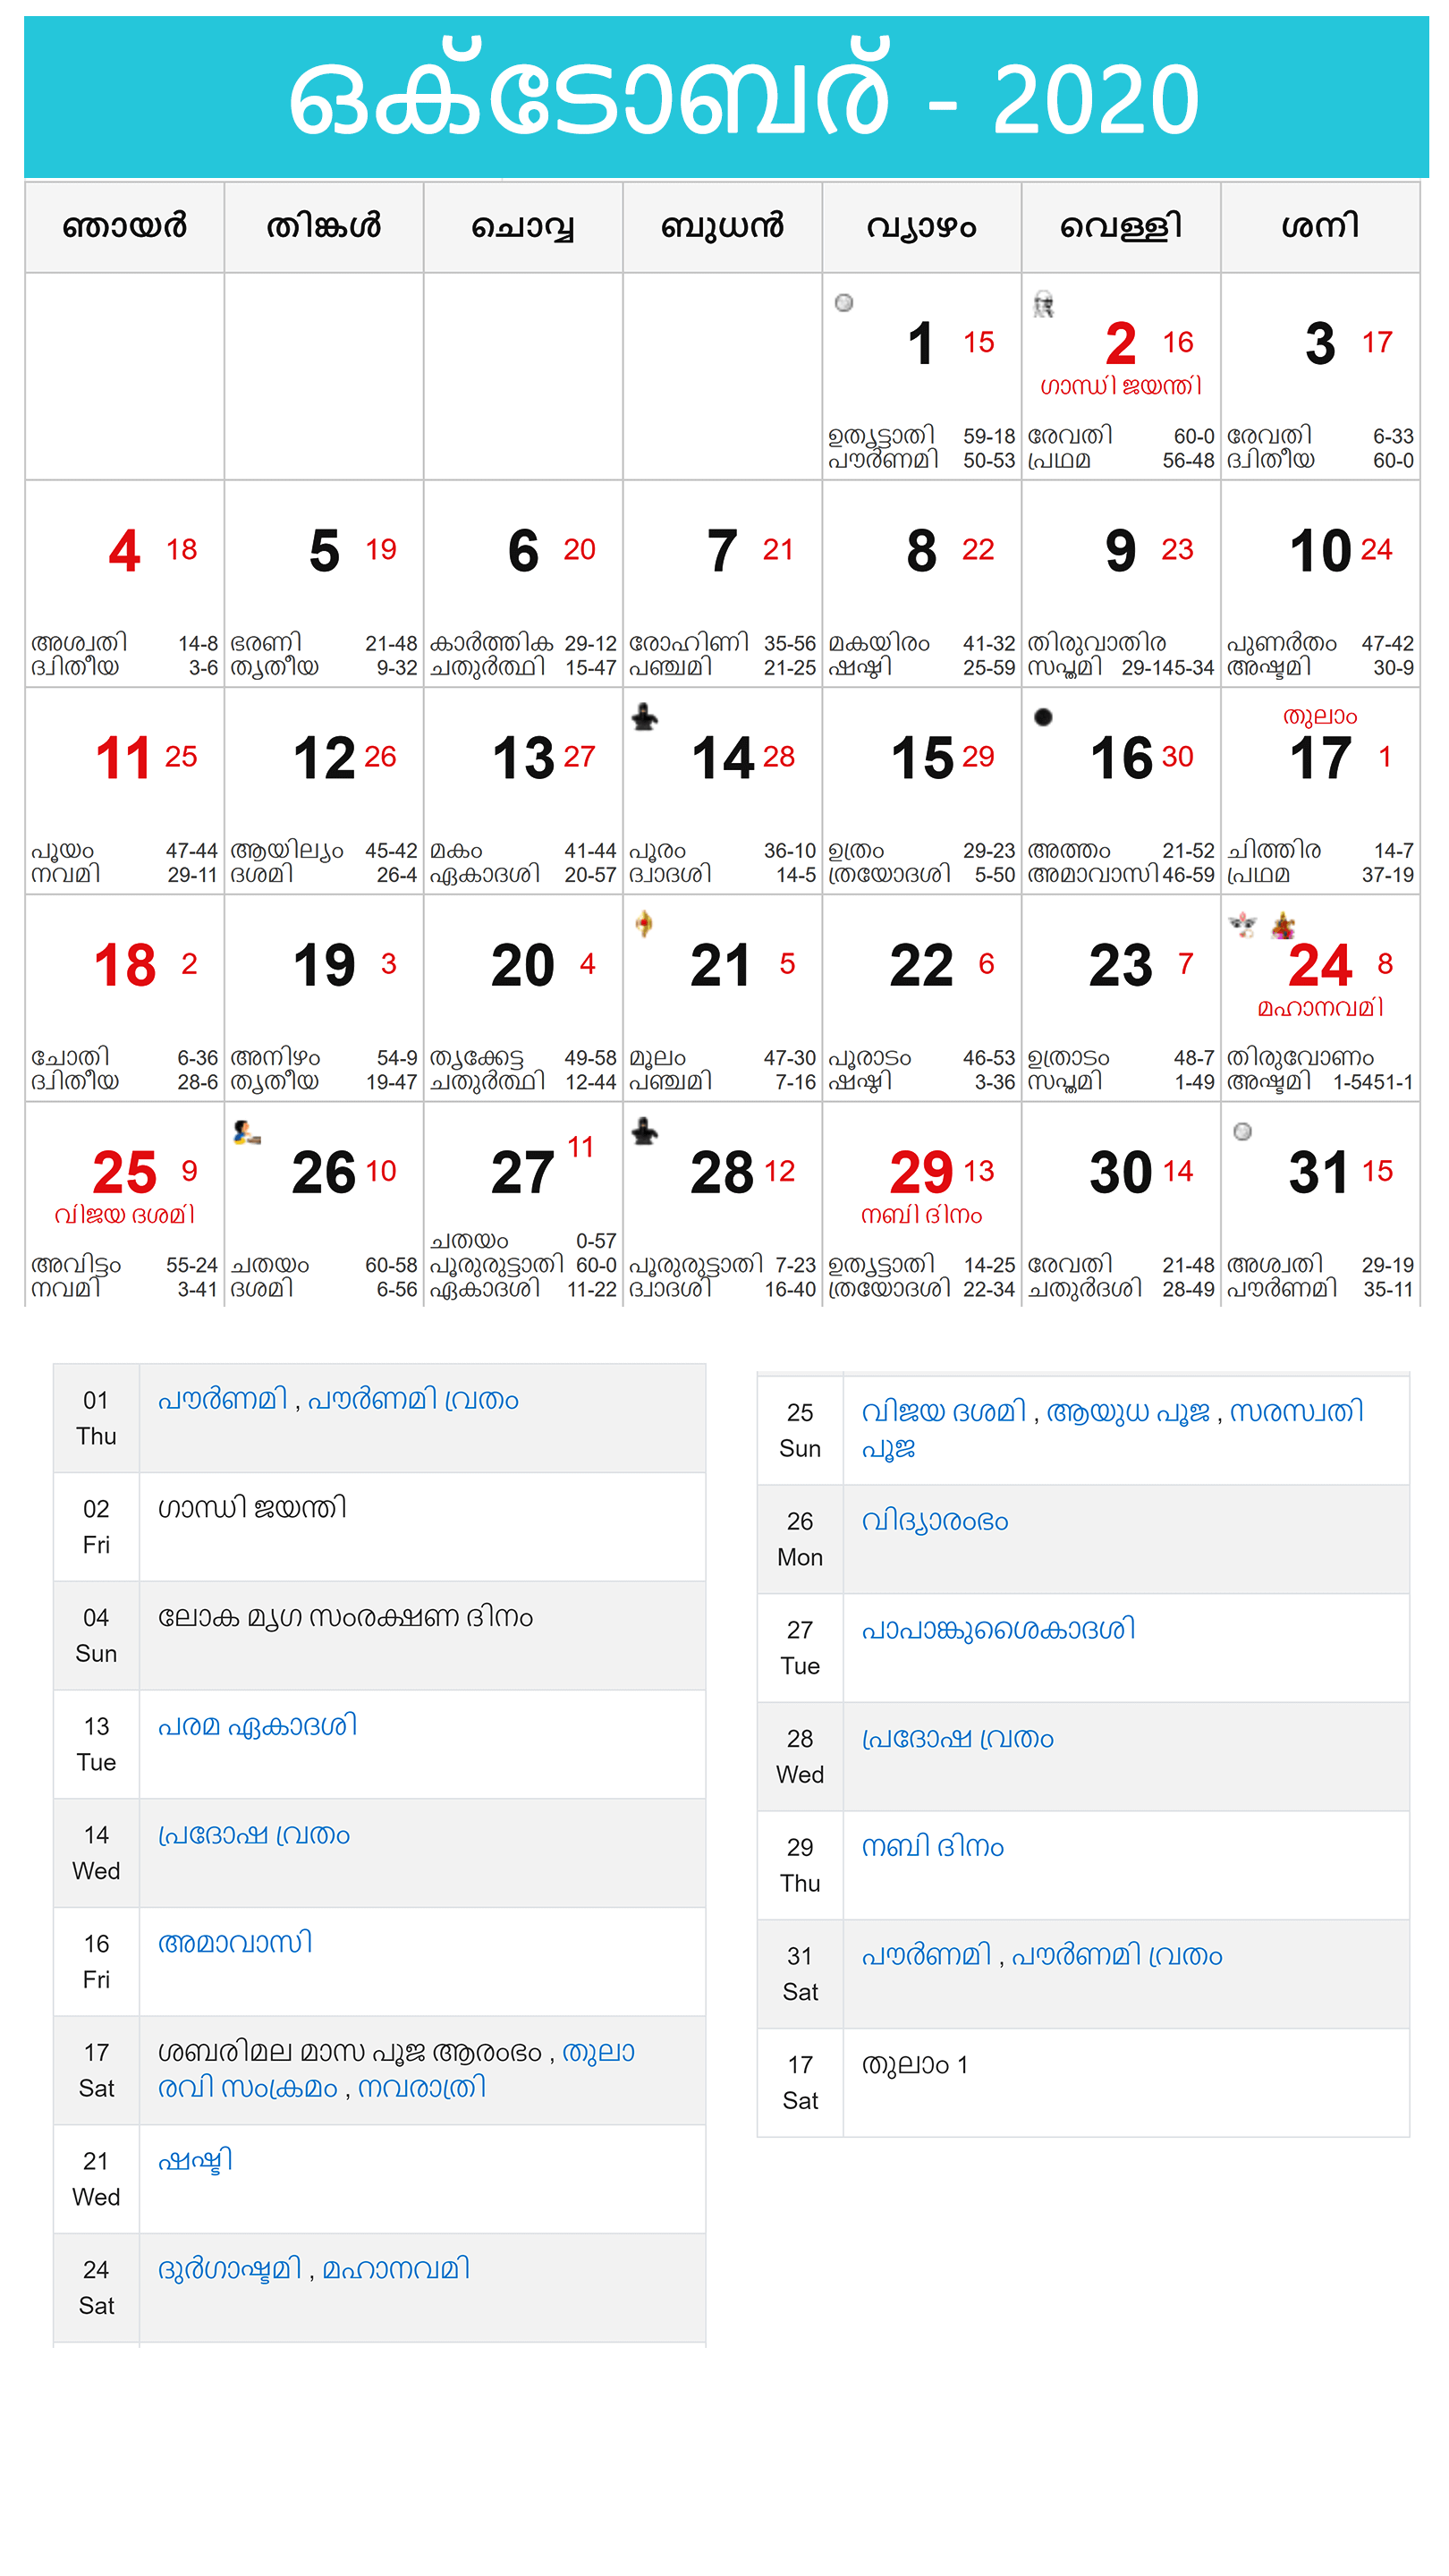 ഒക്ടോബര് - 2020
ഞായർ തിങ്കൾ ചൊവ്വ ബുധൻ വ്യാഴം വെള്ളി ശനി
1 15 2 16 3 17
ഗാന്ധി ജയന്തി
ഉതൃട്ടാതി 59-18 രേവതി 60-0 രേവതി 6-33
പൗർണമി 50-53 പ്രഥമ 56-48 ദ്വിതീയ 60-0
4 18 5 19 6 20 7 21 8 22 9 23 10 24
അശ്വതി 14-8 ഭരണി 21-48 കാർത്തിക 29-12 രോഹിണി 35-56 മകയിരം 41-32 തിരുവാതിര പുണർതം 47-42
ദ്വിതീയ 3-6 തൃതീയ 9-32 ചതുർത്ഥി 15-47 പഞ്ചമി 21-25 ഷഷ്ഠി 25-59 സപ്തമി 29-145-34 അഷ്ടമി 30-9
തുലാം
11 25 12 26 13 27 14 28 15 29 16 30 17 1
പൂയം 47-44 ആയില്യം 45-42 മകം 41-44 പൂരം 36-10 ഉത്രം 29-23 അത്തം 21-52 ചിത്തിര 14-7
നവമി 29-11 ദശമി 26-4 ഏകാദശി 20-57 ദ്വാദശി 14-5 ത്രയോദശി 5-50 അമാവാസി 46-59 പ്രഥമ 37-19
18 2 19 3 20 4 21 5 22 6 23 7 24 8
മഹാനവമി
ചോതി 6-36 അനിഴം 54-9 തൃക്കേട്ട 49-58 മൂലം 47-30 പൂരാടം 46-53 ഉത്രാടം 48-7 തിരുവോണം
ദ്വിതീയ 28-6 തൃതീയ 19-47 ചതുർത്ഥി 12-44 പഞ്ചമി 7-16 ഷഷ്ഠി 3-36 സപ്തമി 1-49 അഷ്ടമി 1-5451-1
25 9 26 10 27 11 28 12 29 13 30 14 31 15
വിജയ ദശമി നബി ദിനം
ചതയം 0-57
അവിട്ടം 55-24 ചതയം 60-58 പൂരുരുട്ടാതി 60-0 പൂരുരുട്ടാതി 7-23 ഉതൃട്ടാതി 14-25 രേവതി 21-48 അശ്വതി 29-19
നവമി 3-41 ദശമി 6-56 ഏകാദശി 11-22 ദ്വാദശി 16-40 ത്രയോദശി 22-34 ചതുർദശി 28-49 പൗർണമി 35-11
01 Thu പൗർണമി , പൗർണമി വ്രതം
02 Fri ഗാന്ധി ജയന്തി
04 Sun ലോക മൃഗ സംരക്ഷണ ദിനം
13 Tue പരമ ഏകാദശി
14 Wed പ്രദോഷ വ്രതം
16 Fri അമാവാസി
17 Sat ശബരിമല മാസ പൂജ ആരംഭം , തുലാ
രവി സംക്രമം , നവരാത്രി
21 Wed ഷഷ്ടി
24 Sat ദുർഗാഷ്ടമി , മഹാനവമി
25 Sun വിജയ ദശമി , ആയുധ പൂജ , സരസ്വതി
പൂജ
26 Mon വിദ്യാരംഭം
27 Tue പാപാങ്കുശൈകാദശി
28 Wed പ്രദോഷ വ്രതം
29 Thu നബി ദിനം
31 Sat പൗർണമി , പൗർണമി വ്രതം
17 Sat തുലാം 1